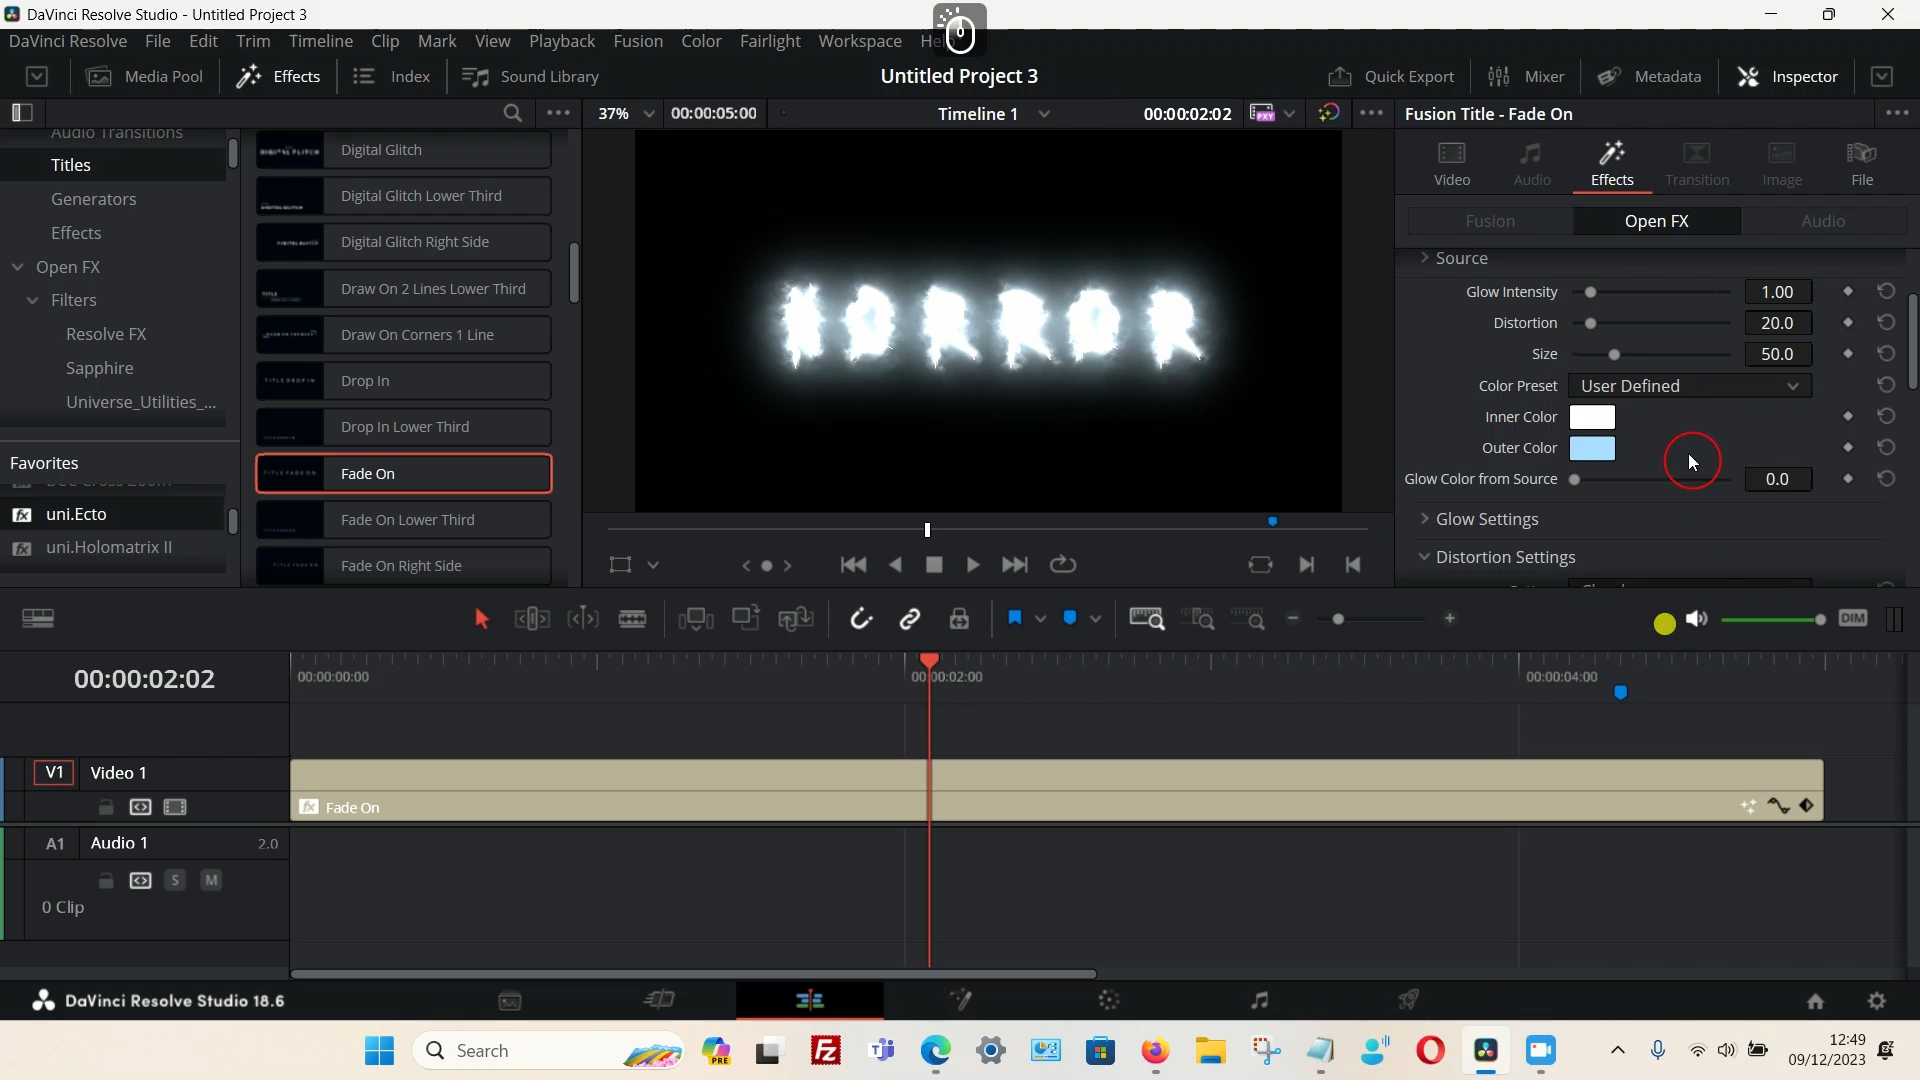 DaVinci Resolve Studio - Untitled Project 3
DaVinci Resolve File Edit Trim Timeline Clip Mark View Playback Fusion Color Fairlight Workspace Help
Media Pool Effects Index Sound Library Untitled Project 3 Quick Export Mixer Metadata Inspector
37% 00:00:05:00 Timeline 1 00:00:02:02 PXY Fusion Title - Fade On
Audio Transitions
Titles
Generators
Effects
Open FX
Filters
Resolve FX
Sapphire
Universe_Utilities_...
Favorites
uni.Ecto
uni.Holomatrix II
Digital Glitch
Digital Glitch Lower Third
Digital Glitch Right Side
Draw On 2 Lines Lower Third
Draw On Corners 1 Line
Drop In
Drop In Lower Third
Fade On
Fade On Lower Third
Fade On Right Side
HORROR
Video Audio Effects Transition Image File
Fusion Open FX Audio
Source
Glow Intensity 1.00
Distortion 20.0
Size 50.0
Color Preset User Defined
Inner Color
Outer Color
Glow Color from Source 0.0
Glow Settings
Distortion Settings
DIM
00:00:02:02 00:00:00:00 00:00:02:00 00:00:04:00
V1 Video 1
Fade On
A1 Audio 1 2.0
S M
0 Clip
DaVinci Resolve Studio 18.6
Search PRE
12:49
09/12/2023